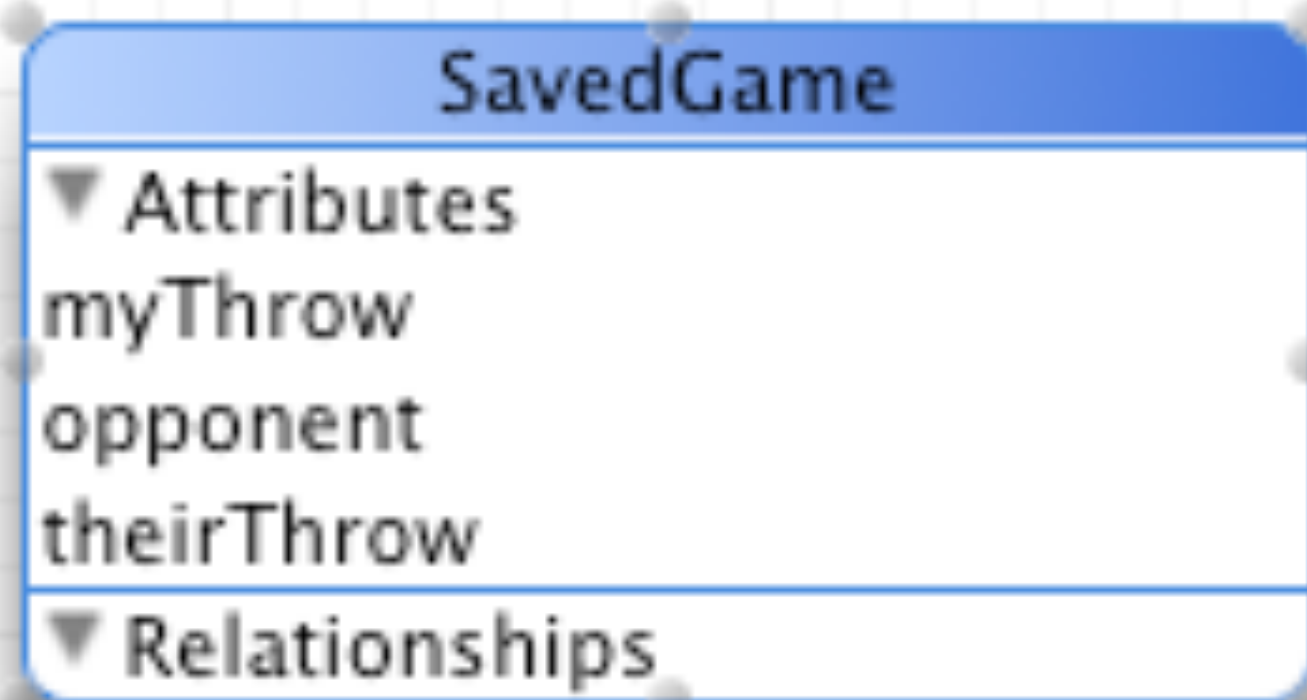 SavedGame
Attributes
myThrow
opponent
theirThrow
Relationships